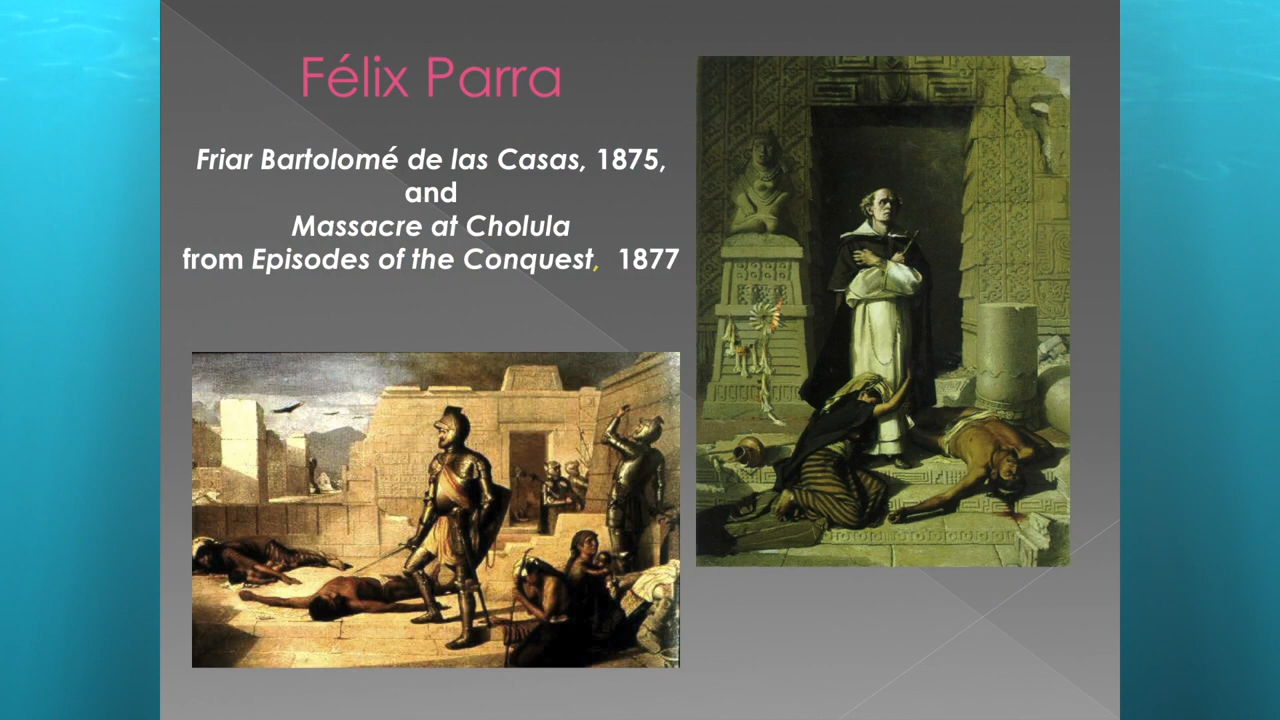 Félix Parra
Friar Bartolomé de las Casas, 1875,
and
Massacre at Cholula
from Episodes of the Conquest, 1877